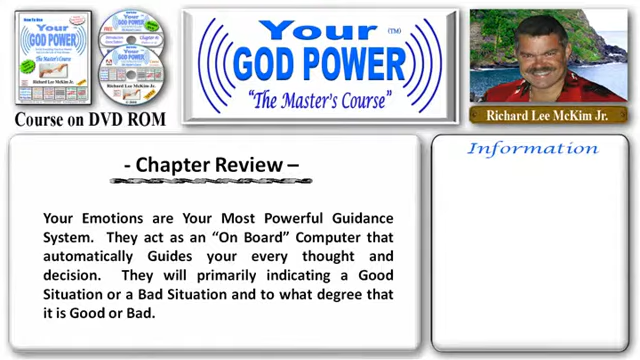 Your
(TM)
GOD POWER
"The Master's Course"
Course on DVD ROM
Richard Lee McKim Jr.
- Chapter Review –
Your Emotions are Your Most Powerful Guidance
System. They act as an "On Board" Computer that
automatically Guides your every thought and
decision. They will primarily indicating a Good
Situation or a Bad Situation and to what degree that
it is Good or Bad.
Information